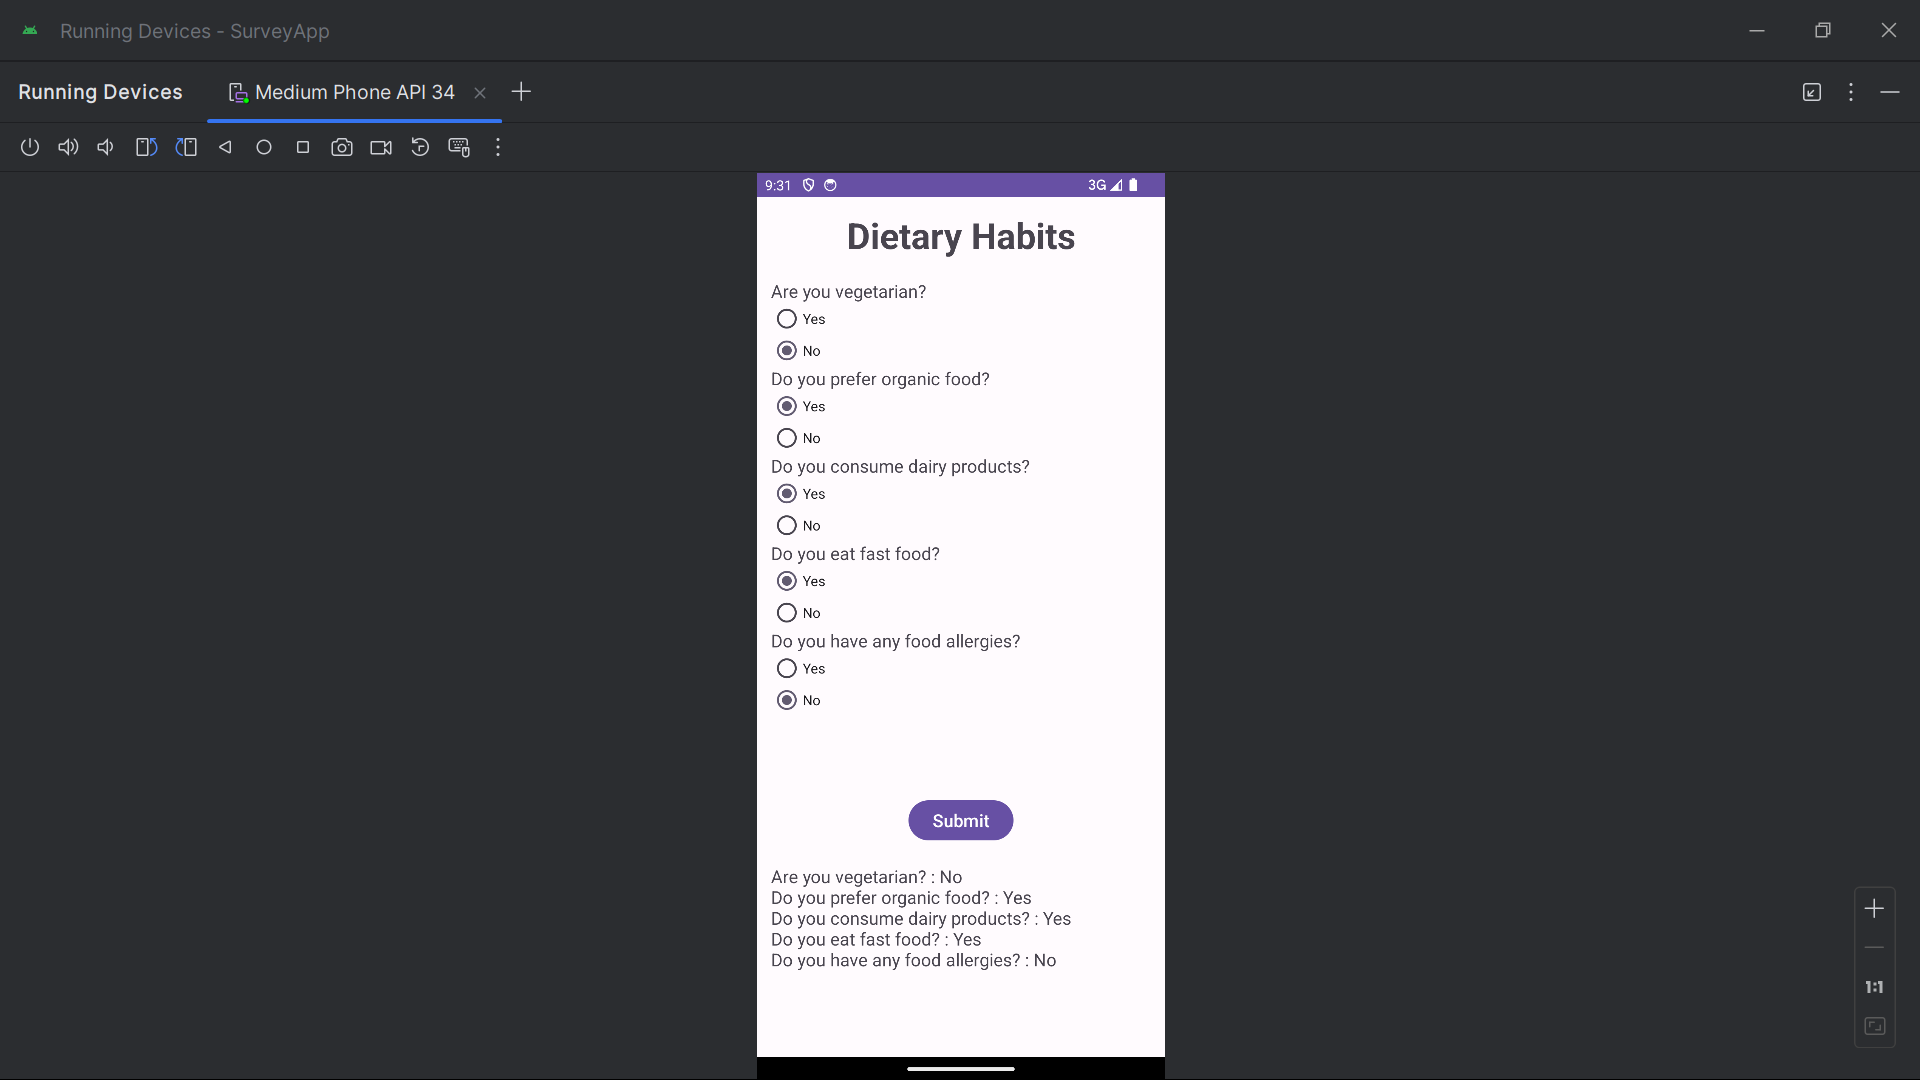 Running Devices - SurveyApp
Running Devices
Medium Phone API 34
9:31
3G
Dietary Habits
Are you vegetarian?
Yes
No
Do you prefer organic food?
Yes
No
Do you consume dairy products?
Yes
No
Do you eat fast food?
Yes
No
Do you have any food allergies?
Yes
No
Submit
Are you vegetarian? : No
Do you prefer organic food? : Yes
Do you consume dairy products? : Yes
Do you eat fast food? : Yes
Do you have any food allergies? : No
1:1